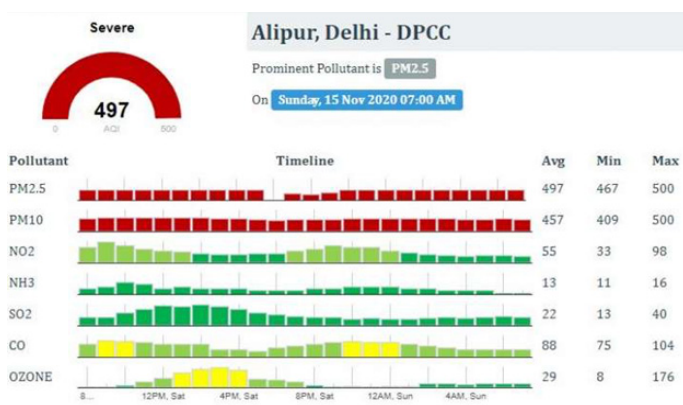 Severe
497
0 AQI 500
Alipur, Delhi - DPCC
Prominent Pollutant is PM2.5
On Sunday, 15 Nov 2020 07:00 AM
Pollutant Timeline Avg Min Max
PM2.5 497 467 500
PM10 457 409 500
NO2 55 33 98
NH3 13 11 16
SO2 22 13 40
CO 88 75 104
OZONE 29 8 176
8... 12PM, Sat 4PM, Sat 8PM, Sat 12AM, Sun 4AM, Sun